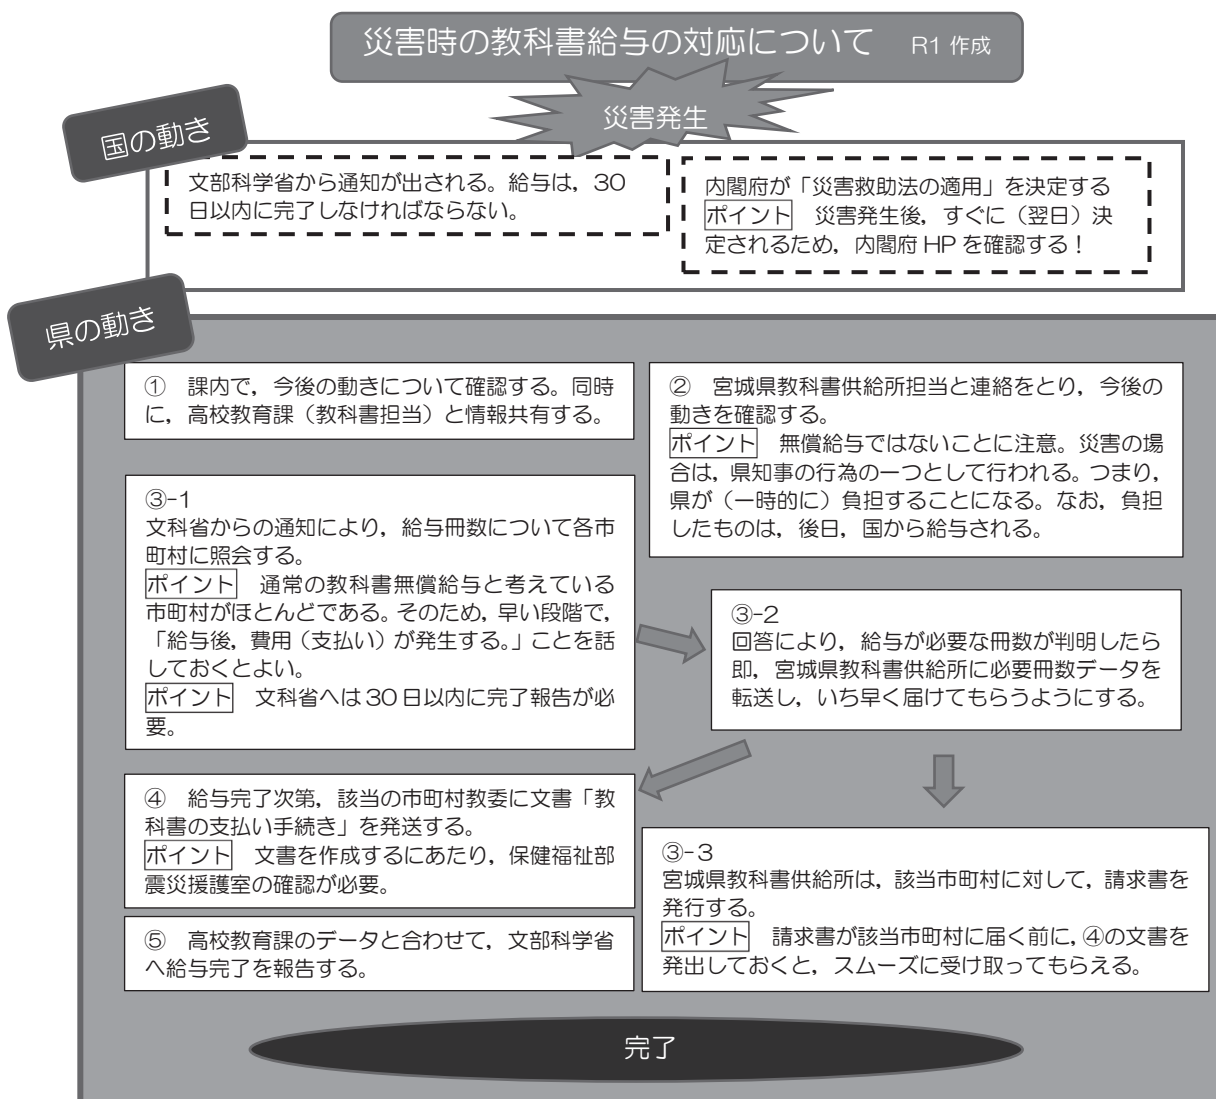 災害時の教科書給与の対応について R1 作成
災害発生
国の動き
文部科学省から通知が出される。給与は，30
日以内に完了しなければならない。
内閣府が「災害救助法の適用」を決定する
ポイント 災害発生後，すぐに（翌日）決
定されるため，内閣府 HP を確認する！
県の動き
① 課内で，今後の動きについて確認する。同時
に，高校教育課（教科書担当）と情報共有する。
② 宮城県教科書供給所担当と連絡をとり，今後の
動きを確認する。
ポイント 無償給与ではないことに注意。災害の場
合は，県知事の行為の一つとして行われる。つまり，
県が（一時的に）負担することになる。なお，負担
したものは，後日，国から給与される。
③-1
文科省からの通知により，給与冊数について各市
町村に照会する。
ポイント 通常の教科書無償給与と考えている
市町村がほとんどである。そのため，早い段階で，
「給与後，費用（支払い）が発生する。」ことを話
しておくとよい。
ポイント 文科省へは 30 日以内に完了報告が必
要。
③-2
回答により，給与が必要な冊数が判明したら
即，宮城県教科書供給所に必要冊数データを
転送し，いち早く届けてもらうようにする。
④ 給与完了次第，該当の市町村教委に文書「教
科書の支払い手続き」を発送する。
ポイント 文書を作成するにあたり，保健福祉部
震災援護室の確認が必要。
③-3
宮城県教科書供給所は，該当市町村に対して，請求書を
発行する。
ポイント 請求書が該当市町村に届く前に，④の文書を
発出しておくと，スムーズに受け取ってもらえる。
⑤ 高校教育課のデータと合わせて，文部科学省
へ給与完了を報告する。
完了